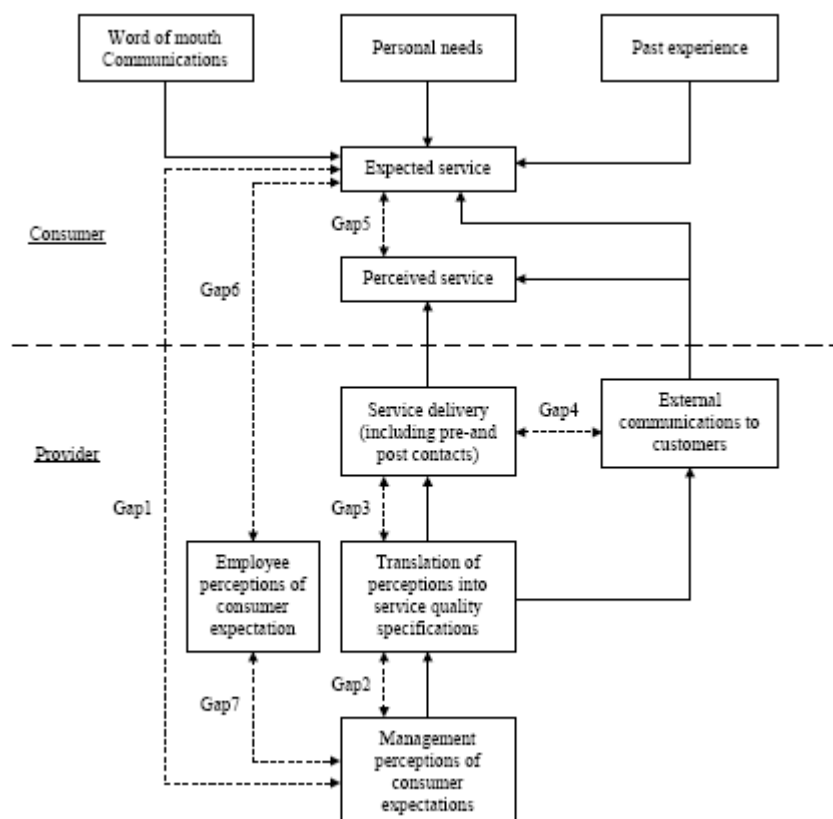 Word of mouth
Communications
Personal needs
Past experience
Expected service
Gap5
Consumer
Perceived service
Gap6
Service delivery
(including pre-and
post contacts)
Gap4
External
communications to
customers
Provider
Gap1
Gap3
Employee
perceptions of
consumer
expectation
Translation of
perceptions into
service quality
specifications
Gap2
Gap7
Management
perceptions of
consumer
expectations